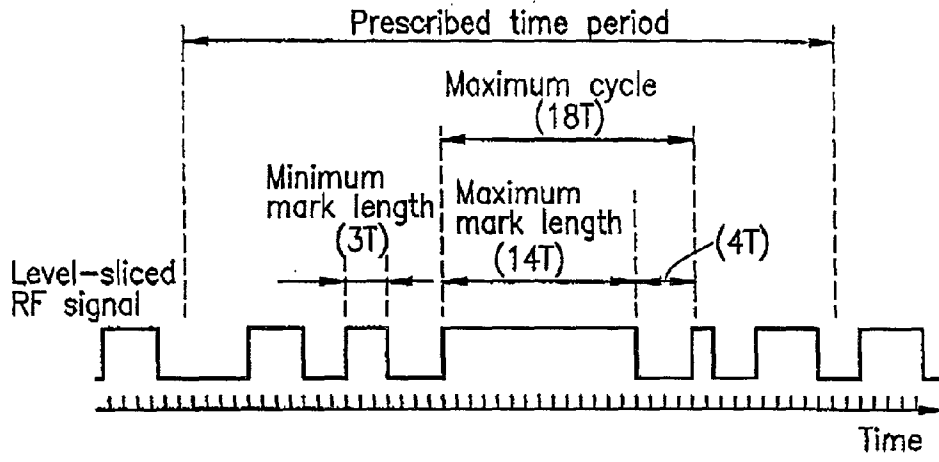 Prescribed time period
Maximum cycle
(18T)
Minimum
mark length
(3T)
Maximum
mark length
(14T)
(4T)
Level-sliced
RF signal
Time